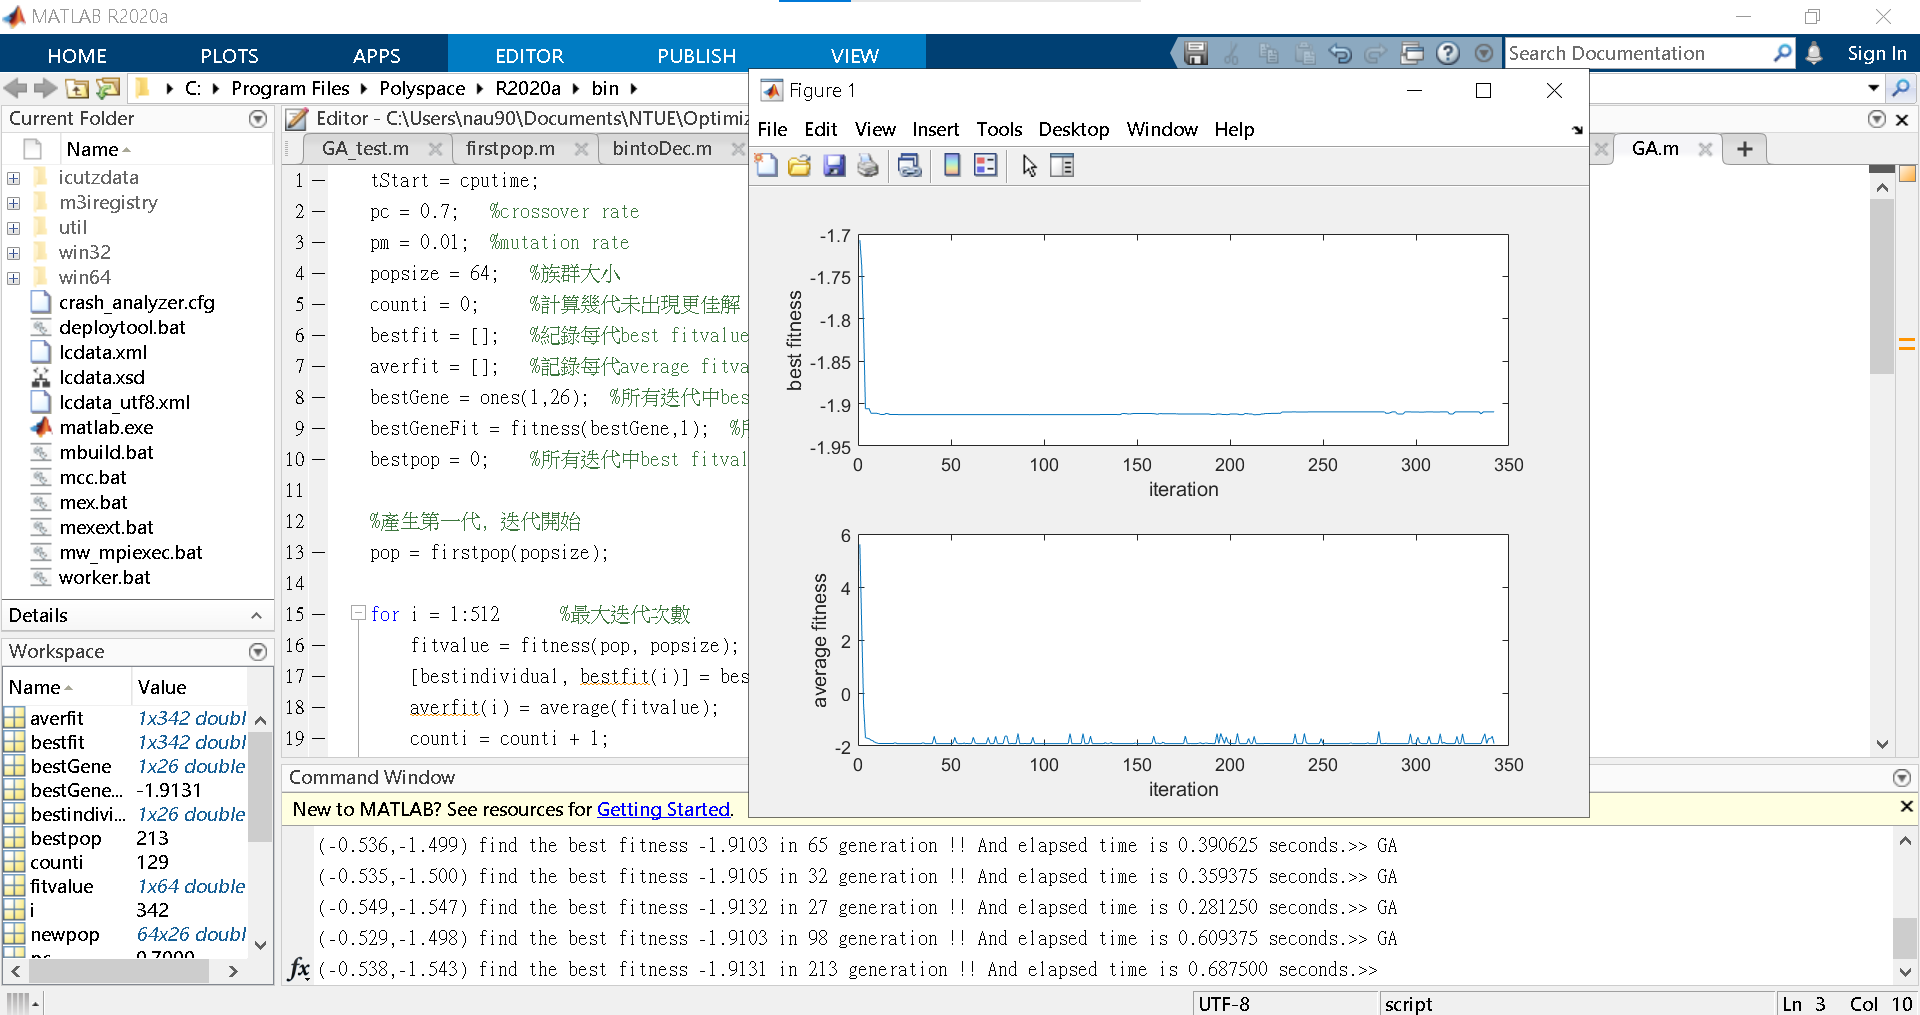 MATLAB R2020a
HOME PLOTS APPS EDITOR PUBLISH VIEW
Search Documentation
Sign In
C: Program Files Polyspace R2020a bin
Current Folder
Name
icutzdata
m3iregistry
util
win32
win64
crash_analyzer.cfg
deploytool.bat
lcdata.xml
lcdata.xsd
lcdata_utf8.xml
matlab.exe
mbuild.bat
mcc.bat
mex.bat
mexext.bat
mw_mpiexec.bat
worker.bat
Details
Workspace
Name Value
averfit 1x342 doubl
bestfit 1x342 doubl
bestGene 1x26 double
bestGene... -1.9131
bestindivi... 1x26 double
bestpop 213
counti 129
fitvalue 1x64 double
i 342
newpop 64x26 doubl
Editor - C:\Users\nau90\Documents\NTUE\Optimiz
GA_test.m firstpop.m bintoDec.m GA.m
1 tStart = cputime;
2 pc = 0.7; %crossover rate
3 pm = 0.01; %mutation rate
4 popsize = 64; %族群大小
5 counti = 0; %計算幾代未出現更佳解
6 bestfit = []; %紀錄每代best fitvalue
7 averfit = []; %記錄每代average fitva
8 bestGene = ones(1,26); %所有迭代中bes
9 bestGeneFit = fitness(bestGene,1); %
10 bestpop = 0; %所有迭代中best fitval
11
12 %產生第一代, 迭代開始
13 pop = firstpop(popsize);
14
15 for i = 1:512 %最大迭代次數
16 fitvalue = fitness(pop, popsize);
17 [bestindividual, bestfit(i)] = bes
18 averfit(i) = average(fitvalue);
19 counti = counti + 1;
Figure 1
File Edit View Insert Tools Desktop Window Help
-1.7
-1.75
-1.8
-1.85
-1.9
-1.95
best fitness
0 50 100 150 200 250 300 350
iteration
6
4
2
0
-2
average fitness
0 50 100 150 200 250 300 350
iteration
Command Window
New to MATLAB? See resources for Getting Started.
(-0.536,-1.499) find the best fitness -1.9103 in 65 generation !! And elapsed time is 0.390625 seconds.>> GA
(-0.535,-1.500) find the best fitness -1.9105 in 32 generation !! And elapsed time is 0.359375 seconds.>> GA
(-0.549,-1.547) find the best fitness -1.9132 in 27 generation !! And elapsed time is 0.281250 seconds.>> GA
(-0.529,-1.498) find the best fitness -1.9103 in 98 generation !! And elapsed time is 0.609375 seconds.>> GA
fx (-0.538,-1.543) find the best fitness -1.9131 in 213 generation !! And elapsed time is 0.687500 seconds.>>
UTF-8 script Ln 3 Col 10